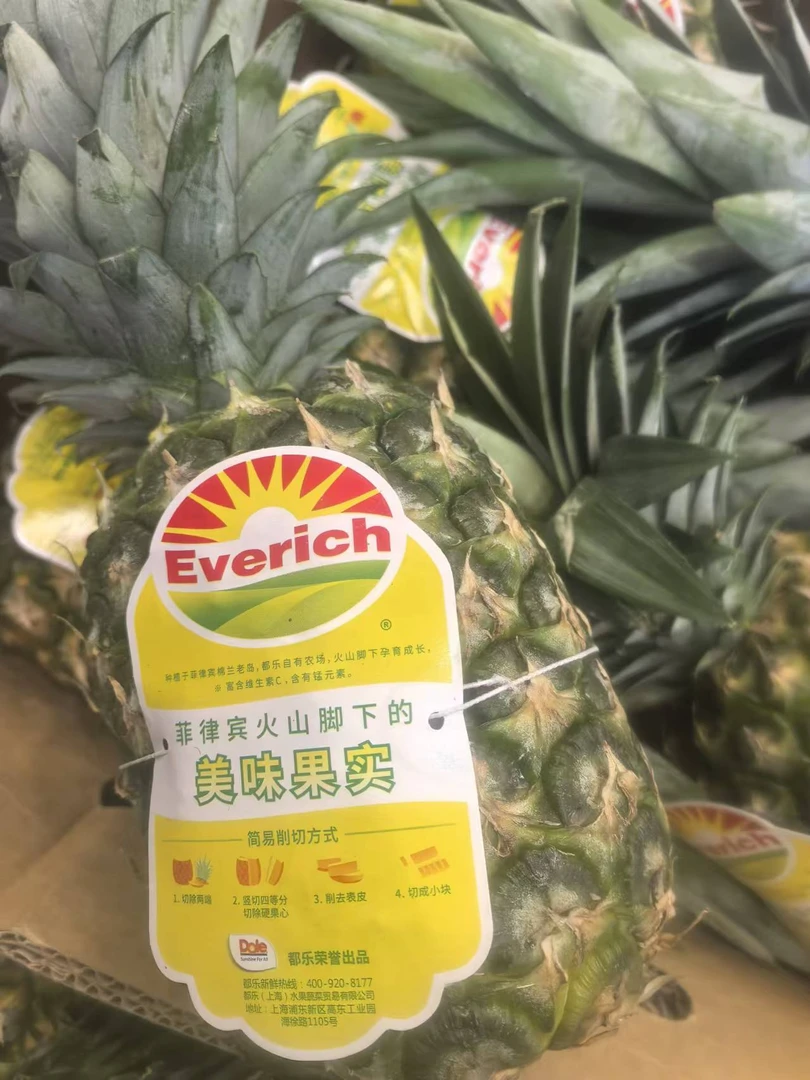 Everich
®
种植于菲律宾棉兰老岛,都乐自有农场,火山脚下孕育成长,
※ 富含维生素C,含有锰元素。
菲律宾火山脚下的
美味果实
简易削切方式
1. 切除两端
2. 竖切四等分
切除硬果心
3. 削去表皮
4. 切成小块
Dole
Sunshine For All
都乐荣誉出品
都乐新鲜热线:400-920-8177
都乐(上海)水果蔬菜贸易有限公司
地址:上海浦东新区高东工业园
海徐路1105号
Everich